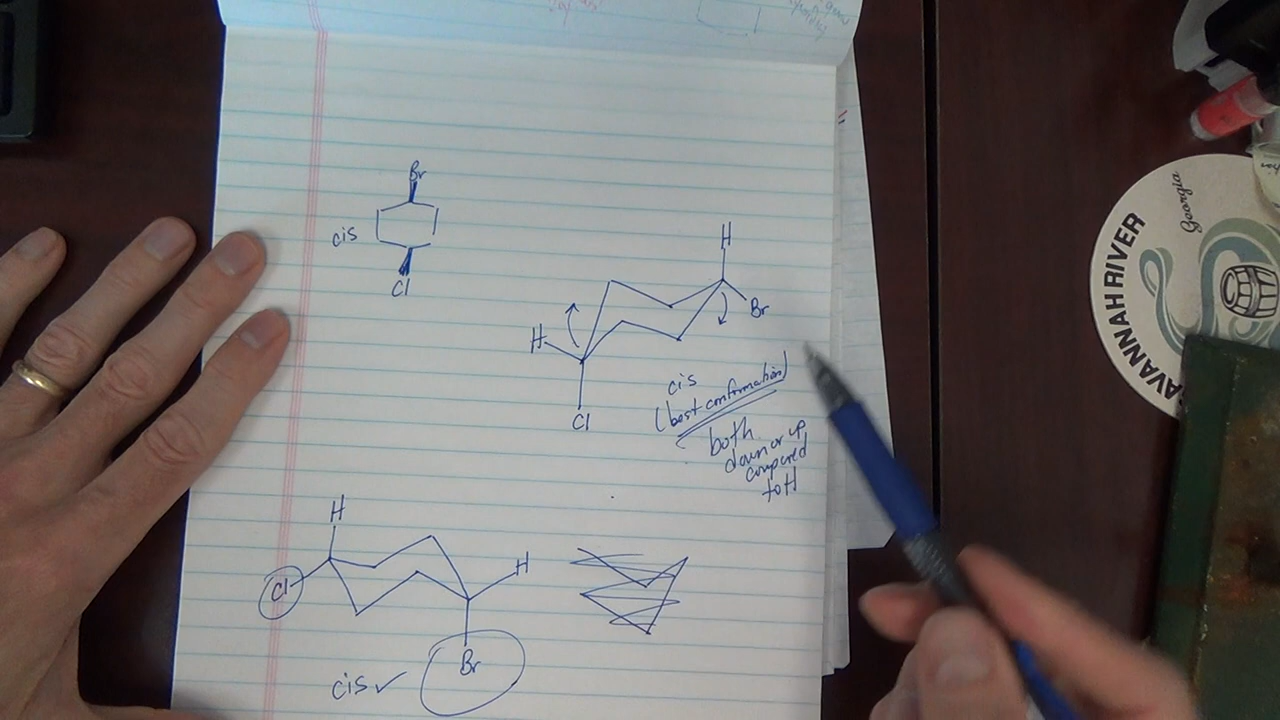 Br
cis
Cl
H
Br
H
Cl
cis
(best conformation)
both
down or up
compared
to H
H
Cl
H
Br
cis ✓
Georgia
SAVANNAH RIVER